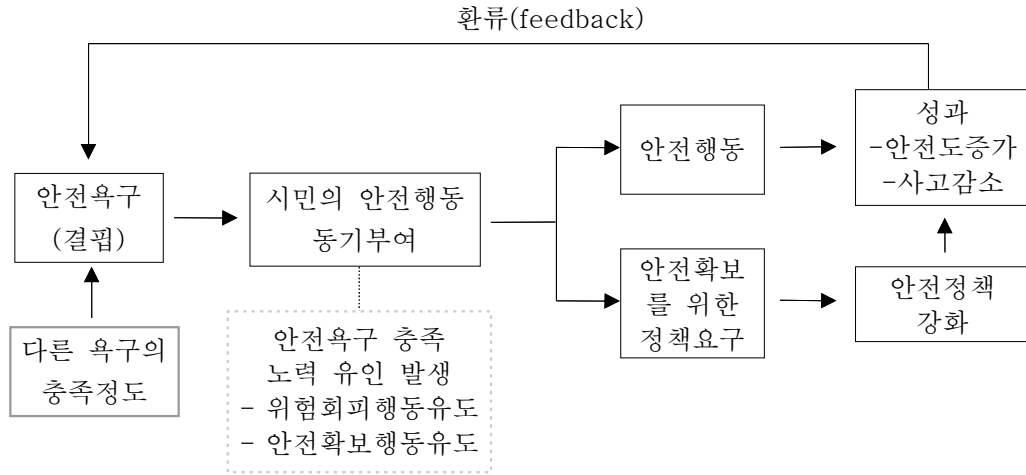 환류(feedback)
안전욕구
(결핍)
다른 욕구의
충족정도
시민의 안전행동
동기부여
안전욕구 충족
노력 유인 발생
- 위험회피행동유도
- 안전확보행동유도
안전행동
안전확보
를 위한
정책요구
성과
-안전도증가
-사고감소
안전정책
강화